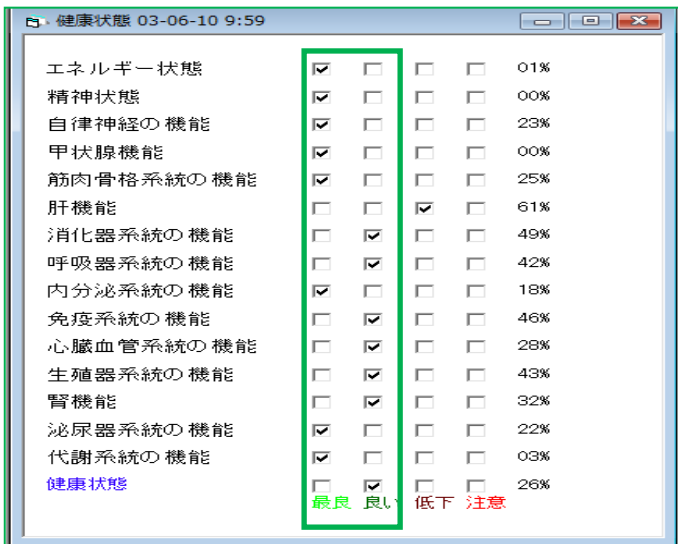 健康状態 03-06-10 9:59
エネルギー状態 01%
精神状態 00%
自律神経の機能 23%
甲状腺機能 00%
筋肉骨格系統の機能 25%
肝機能 61%
消化器系統の機能 49%
呼吸器系統の機能 42%
内分泌系統の機能 18%
免疫系統の機能 46%
心臓血管系統の機能 28%
生殖器系統の機能 43%
腎機能 32%
泌尿器系統の機能 22%
代謝系統の機能 03%
健康状態 26%
最良 良い 低下 注意